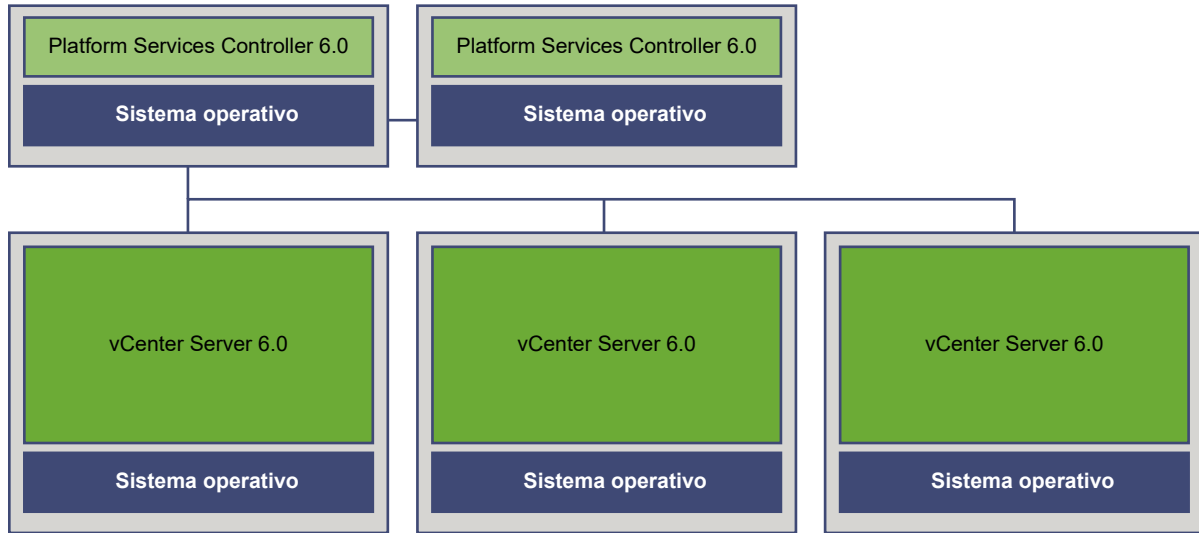 Platform Services Controller 6.0
Platform Services Controller 6.0
Sistema operativo
Sistema operativo
vCenter Server 6.0
vCenter Server 6.0
vCenter Server 6.0
Sistema operativo
Sistema operativo
Sistema operativo